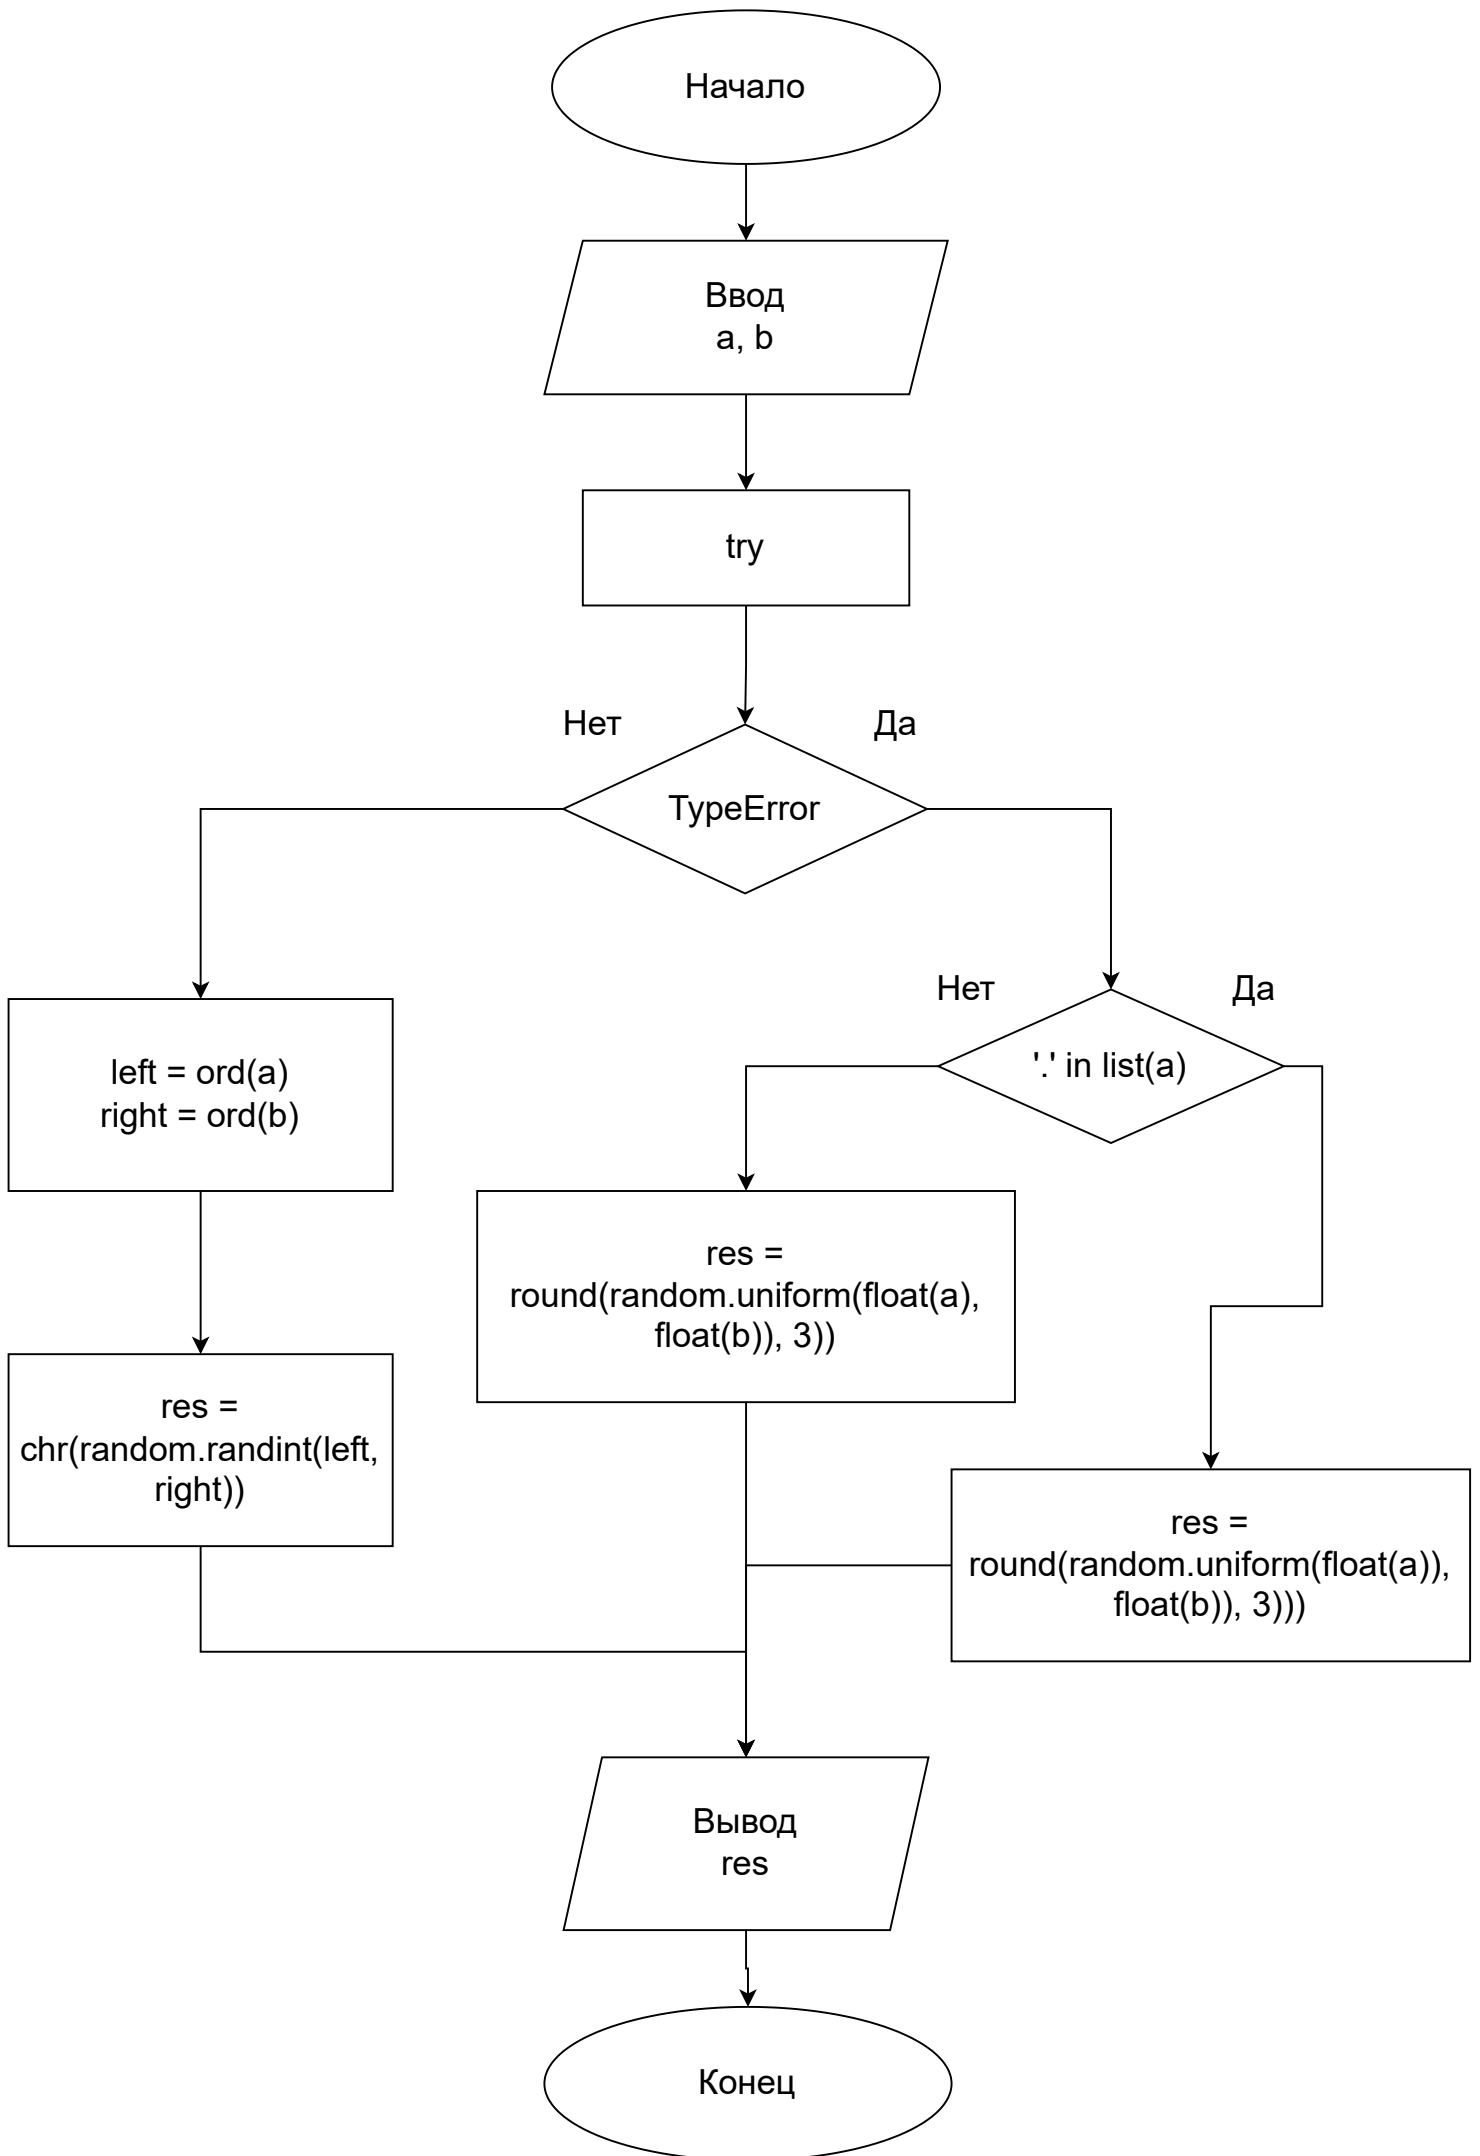 Начало
Ввод
a, b
try
Нет
Да
TypeError
Нет
Да
'.' in list(a)
left = ord(a)
right = ord(b)
res =
round(random.uniform(float(a),
float(b)), 3))
res =
chr(random.randint(left,
right))
res =
round(random.uniform(float(a)),
float(b)), 3)))
Вывод
res
Конец